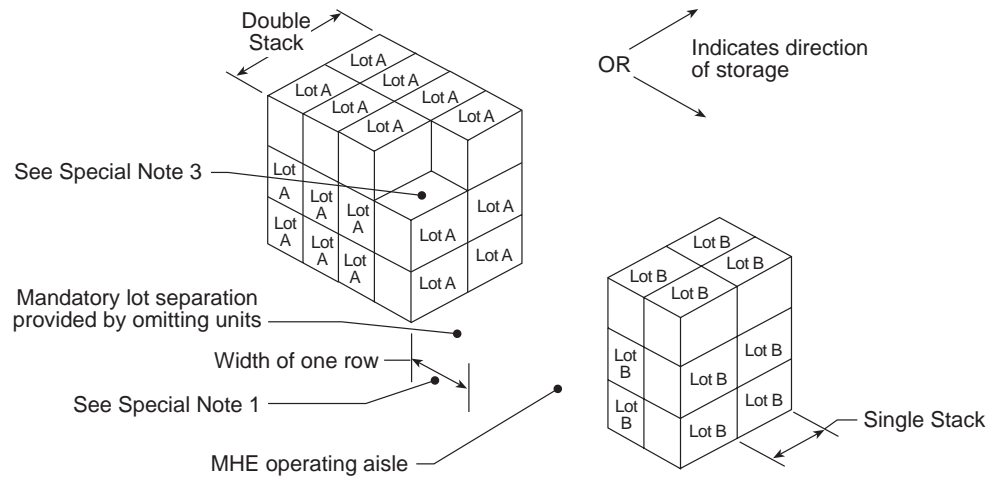 Double
Stack
OR
Indicates direction
of storage
Lot A
Lot A
Lot A
Lot A
Lot A
Lot A
Lot A
See Special Note 3
Lot
A
Lot
A
Lot
A
Lot A
Lot A
Lot
A
Lot
A
Lot
A
Lot A
Lot A
Mandatory lot separation
provided by omitting units
Width of one row
See Special Note 1
MHE operating aisle
Lot B
Lot B
Lot B
Lot B
Lot
B
Lot B
Lot B
Lot
B
Lot B
Lot B
Single Stack